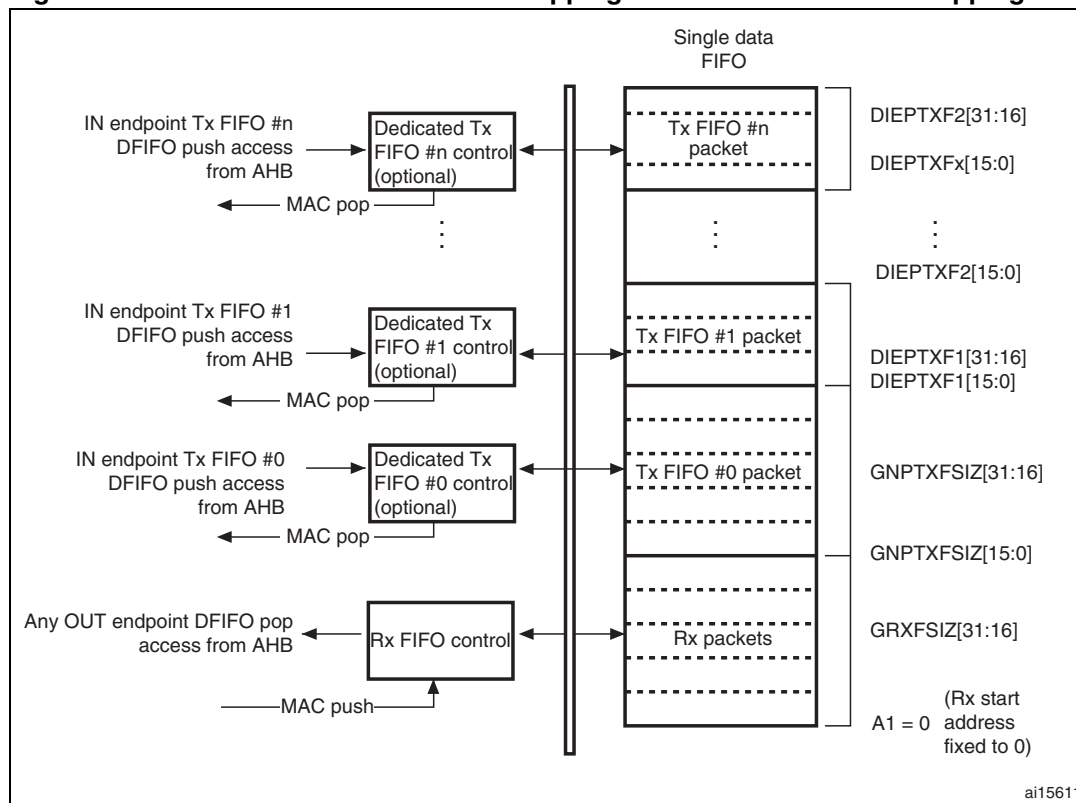 Single data
FIFO
IN endpoint Tx FIFO #n
DFIFO push access
from AHB
Dedicated Tx
FIFO #n control
(optional)
MAC pop
Tx FIFO #n
packet
DIEPTXF2[31:16]
DIEPTXFx[15:0]
DIEPTXF2[15:0]
IN endpoint Tx FIFO #1
DFIFO push access
from AHB
Dedicated Tx
FIFO #1 control
(optional)
MAC pop
Tx FIFO #1 packet
DIEPTXF1[31:16]
DIEPTXF1[15:0]
IN endpoint Tx FIFO #0
DFIFO push access
from AHB
Dedicated Tx
FIFO #0 control
(optional)
MAC pop
Tx FIFO #0 packet
GNPTXFSIZ[31:16]
GNPTXFSIZ[15:0]
Any OUT endpoint DFIFO pop
access from AHB
Rx FIFO control
MAC push
Rx packets
GRXFSIZ[31:16]
A1 = 0
(Rx start
address
fixed to 0)
ai15611